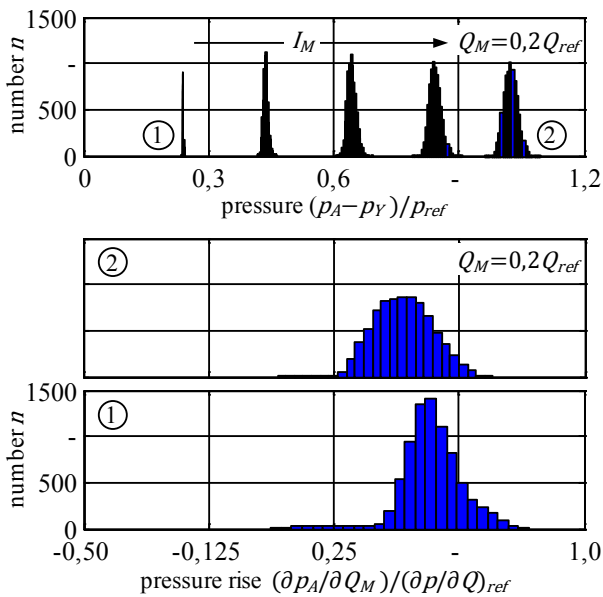 1500
number n
-
500
0
I_M
Q_M=0,2Q_ref
1
2
0 0,3 0,6 - 1,2
pressure (p_A−p_Y)/p_ref
2
Q_M=0,2Q_ref
1500
number n
1
-
500
0
-0,50 -0,125 0,25 - 1,0
pressure rise (∂p_A/∂Q_M)/(∂p/∂Q)_ref